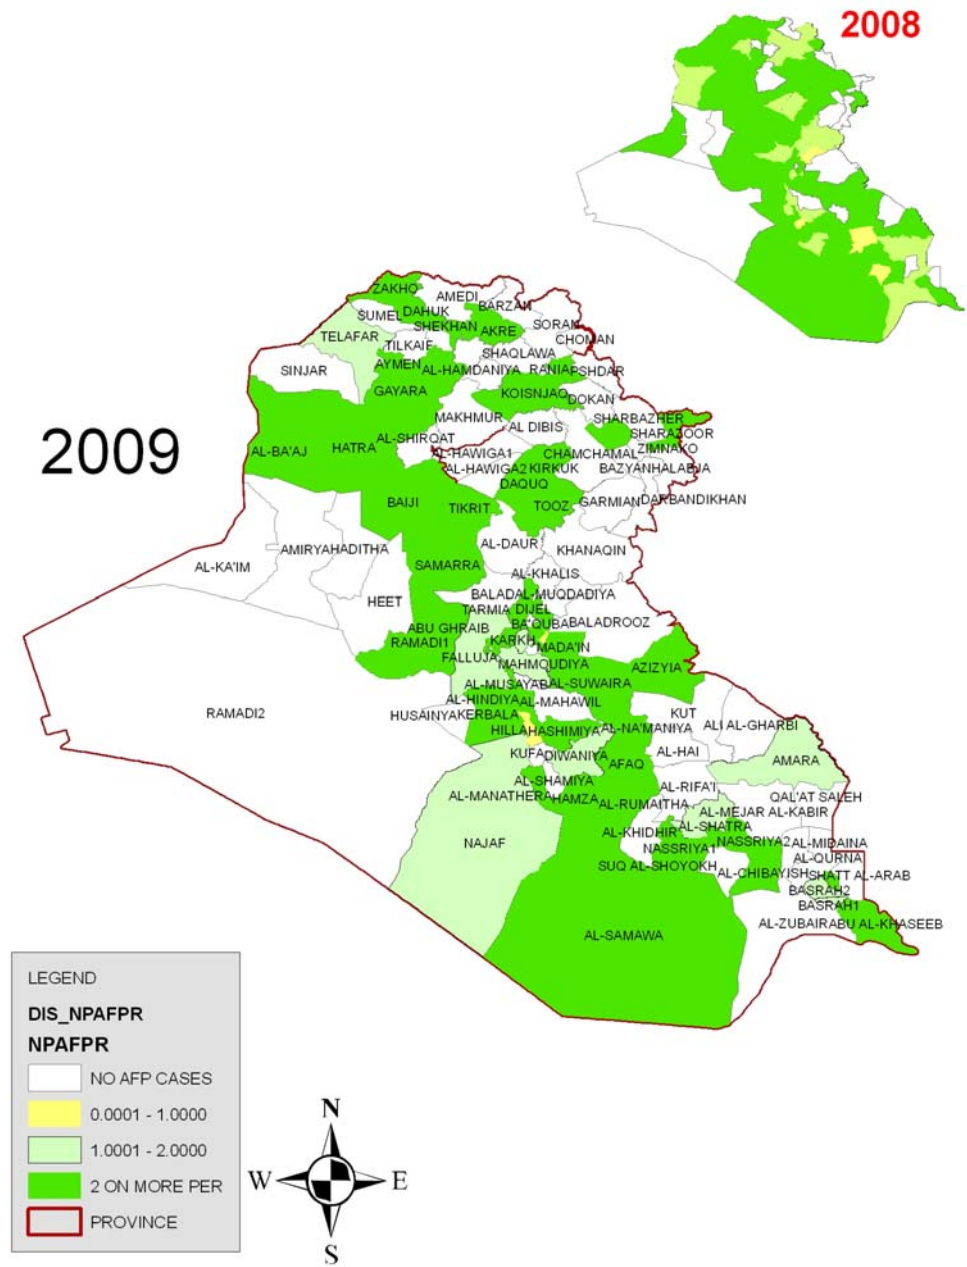 2008
2009
ZAKHO
AMEDI
BARZAN
SUMEL
DAHUK
SHEKHAN
AKRE
SORAN
CHOMAN
TELAFAR
TILKAIF
SHAQLAWA
SINJAR
AYMEN
AL-HAMDANIYA
RANIA
PSHDAR
GAYARA
KOISNJAQ
DOKAN
MAKHMUR
AL DIBIS
SHARBAZHER
SHARAZOOR
AL-BA'AJ
HATRA
AL-SHIRQAT
AL-HAWIGA1
CHAMCHAMAL
ZIMNAKO
AL-HAWIGA2
KIRKUK
BAZYAN
HALABJA
DAQUQ
BAIJI
TIKRIT
TOOZ
GARMIAN
DARBANDIKHAN
AL-DAUR
KHANAQIN
AMIRYA
HADITHA
AL-KA'IM
SAMARRA
AL-KHALIS
HEET
BALAD
AL-MUQDADIYA
TARMIA
DIJEL
BA'QUBA
BALADROOZ
ABU GHRAIB
RAMADI1
KARKH
MADA'IN
FALLUJA
MAHMOUDIYA
AZIZYIA
AL-MUSAYAB
AL-SUWAIRA
AL-HINDIYA
AL-MAHAWIL
RAMADI2
HUSAINYA
KERBALA
KUT
HILLA
HASHIMIYA
AL-NA'MANIYA
ALI AL-GHARBI
KUFA
DIWANIYA
AFAQ
AL-HAI
AMARA
AL-SHAMIYA
AL-RIFA'I
AL-MANATHERA
HAMZA
AL-RUMAITHA
QAL'AT SALEH
AL-MEJAR AL-KABIR
AL-SHATRA
AL-KHIDHIR
NAJAF
NASSRIYA1
NASSRIYA2
AL-MIDAINA
AL-QURNA
SUQ AL-SHOYOKH
AL-CHIBAYISH
SHATT AL-ARAB
BASRAH2
BASRAH1
AL-ZUBAIR
ABU AL-KHASEEB
AL-SAMAWA
LEGEND
DIS_NPAFPR
NPAFPR
NO AFP CASES
0.0001 - 1.0000
1.0001 - 2.0000
2 ON MORE PER
PROVINCE
N
W
E
S